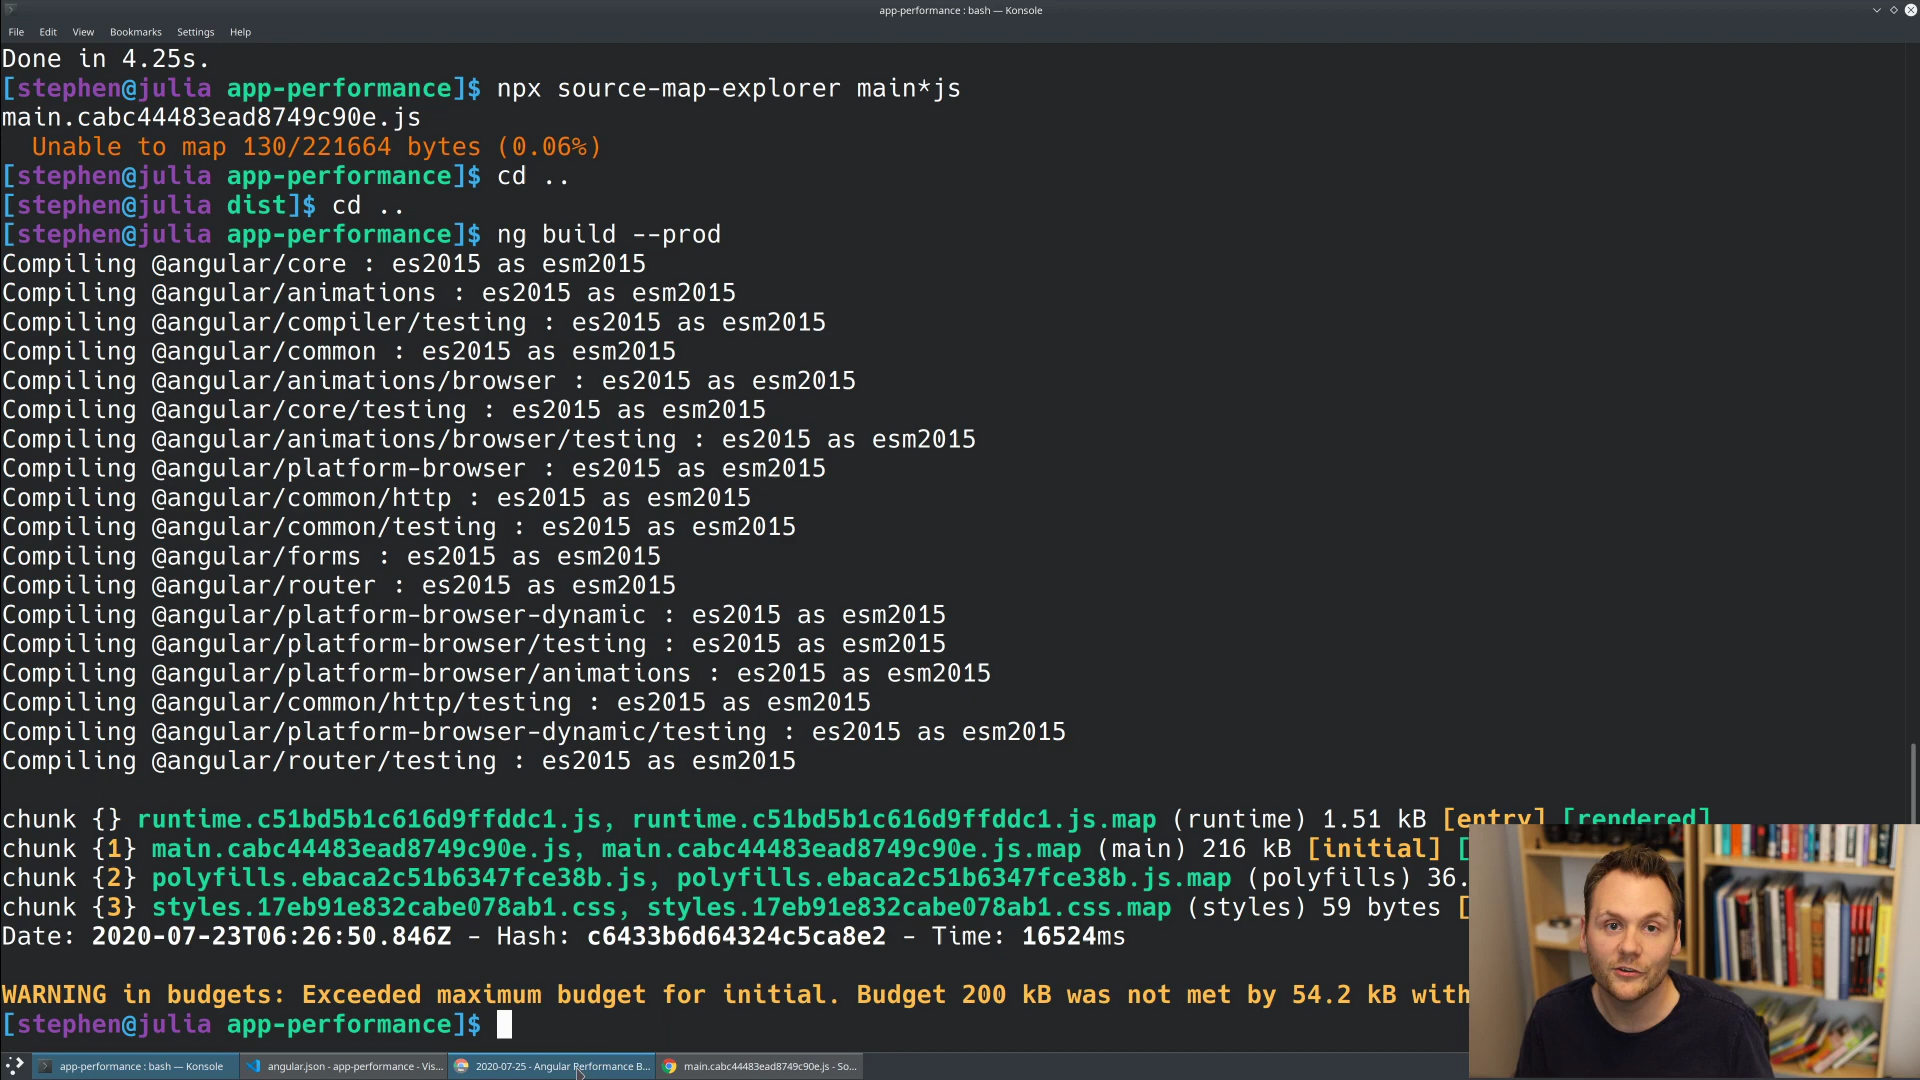 app-performance : bash — Konsole
File Edit View Bookmarks Settings Help
Done in 4.25s.
[stephen@julia app-performance]$ npx source-map-explorer main*js
main.cabc44483ead8749c90e.js
Unable to map 130/221664 bytes (0.06%)
[stephen@julia app-performance]$ cd ..
[stephen@julia dist]$ cd ..
[stephen@julia app-performance]$ ng build --prod
Compiling @angular/core : es2015 as esm2015
Compiling @angular/animations : es2015 as esm2015
Compiling @angular/compiler/testing : es2015 as esm2015
Compiling @angular/common : es2015 as esm2015
Compiling @angular/animations/browser : es2015 as esm2015
Compiling @angular/core/testing : es2015 as esm2015
Compiling @angular/animations/browser/testing : es2015 as esm2015
Compiling @angular/platform-browser : es2015 as esm2015
Compiling @angular/common/http : es2015 as esm2015
Compiling @angular/common/testing : es2015 as esm2015
Compiling @angular/forms : es2015 as esm2015
Compiling @angular/router : es2015 as esm2015
Compiling @angular/platform-browser-dynamic : es2015 as esm2015
Compiling @angular/platform-browser/testing : es2015 as esm2015
Compiling @angular/platform-browser/animations : es2015 as esm2015
Compiling @angular/common/http/testing : es2015 as esm2015
Compiling @angular/platform-browser-dynamic/testing : es2015 as esm2015
Compiling @angular/router/testing : es2015 as esm2015
chunk {} runtime.c51bd5b1c616d9ffddc1.js, runtime.c51bd5b1c616d9ffddc1.js.map (runtime) 1.51 kB [entry] [rendered]
chunk {1} main.cabc44483ead8749c90e.js, main.cabc44483ead8749c90e.js.map (main) 216 kB [initial] [
chunk {2} polyfills.ebaca2c51b6347fce38b.js, polyfills.ebaca2c51b6347fce38b.js.map (polyfills) 36.
chunk {3} styles.17eb91e832cabe078ab1.css, styles.17eb91e832cabe078ab1.css.map (styles) 59 bytes [
Date: 2020-07-23T06:26:50.846Z - Hash: c6433b6d64324c5ca8e2 - Time: 16524ms
WARNING in budgets: Exceeded maximum budget for initial. Budget 200 kB was not met by 54.2 kB with
[stephen@julia app-performance]$
app-performance : bash — Konsole
angular.json - app-performance - Vis...
2020-07-25 - Angular Performance B...
main.cabc44483ead8749c90e.js - So...